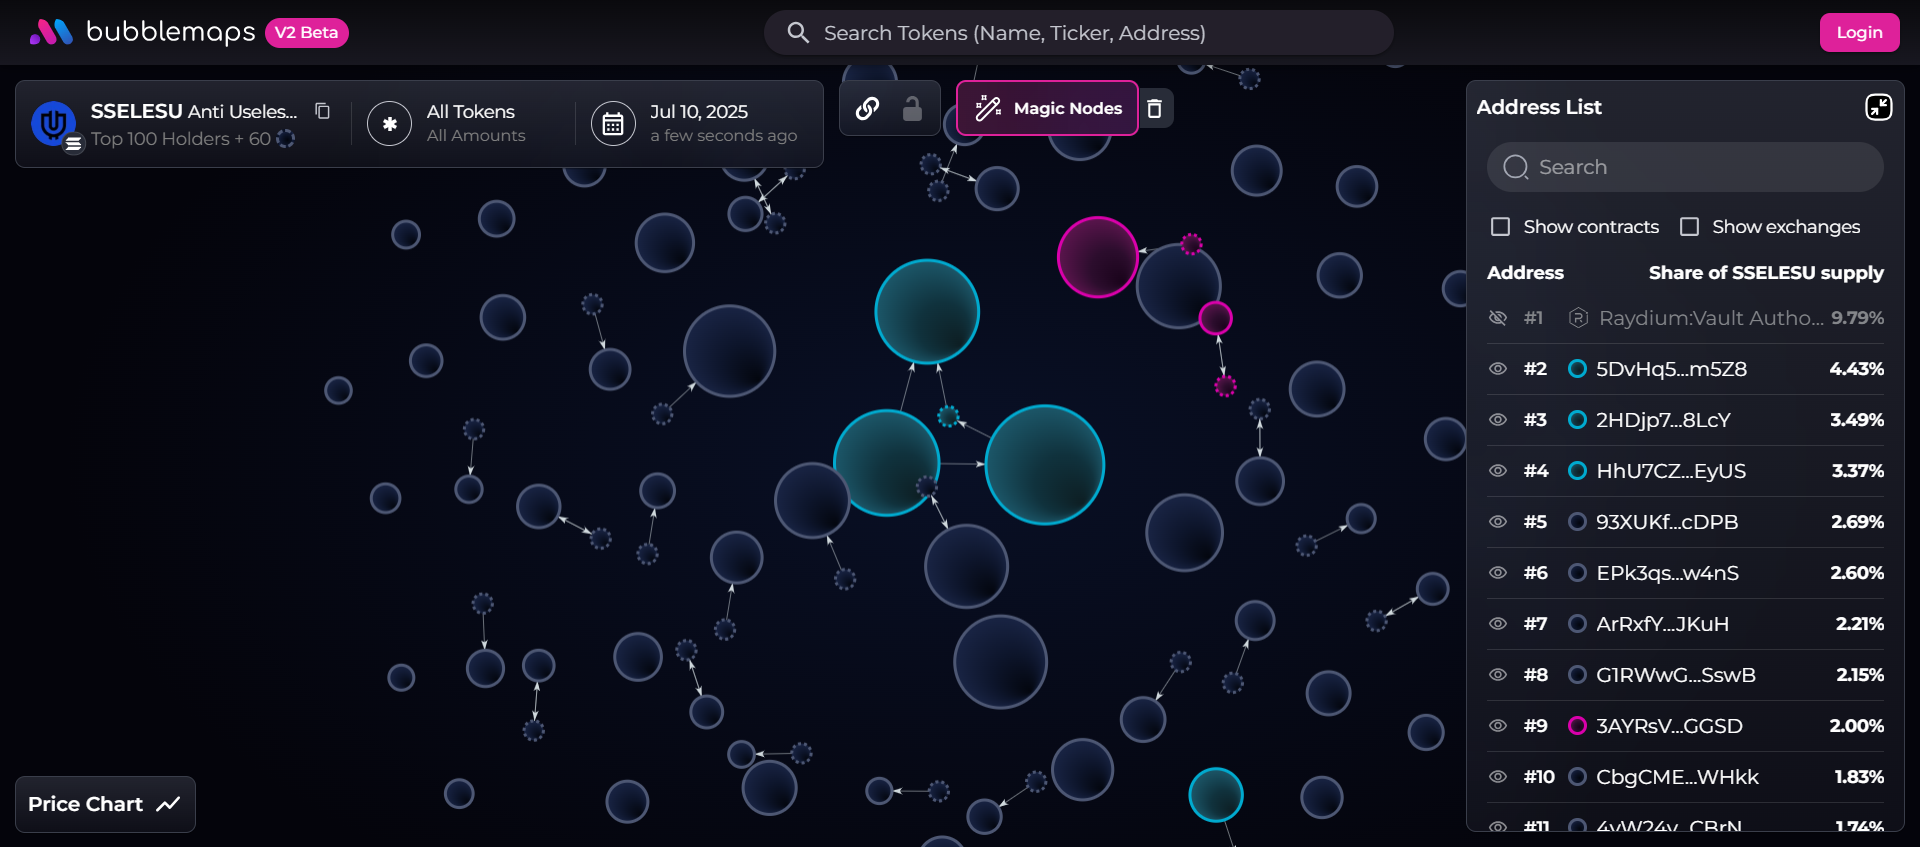 bubblemaps V2 Beta
Search Tokens (Name, Ticker, Address)
Login
SSELESU Anti Useles...
Top 100 Holders + 60
All Tokens
All Amounts
Jul 10, 2025
a few seconds ago
Magic Nodes
Address List
Search
Show contracts Show exchanges
Address Share of SSELESU supply
#1 Raydium:Vault Autho... 9.79%
#2 5DvHq5...m5Z8 4.43%
#3 2HDjp7...8LcY 3.49%
#4 HhU7CZ...EyUS 3.37%
#5 93XUKf...cDPB 2.69%
#6 EPk3qs...w4nS 2.60%
#7 ArRxfY...JKuH 2.21%
#8 G1RWwG...SswB 2.15%
#9 3AYRsV...GGSD 2.00%
#10 CbgCME...WHkk 1.83%
#11 1.74%
Price Chart